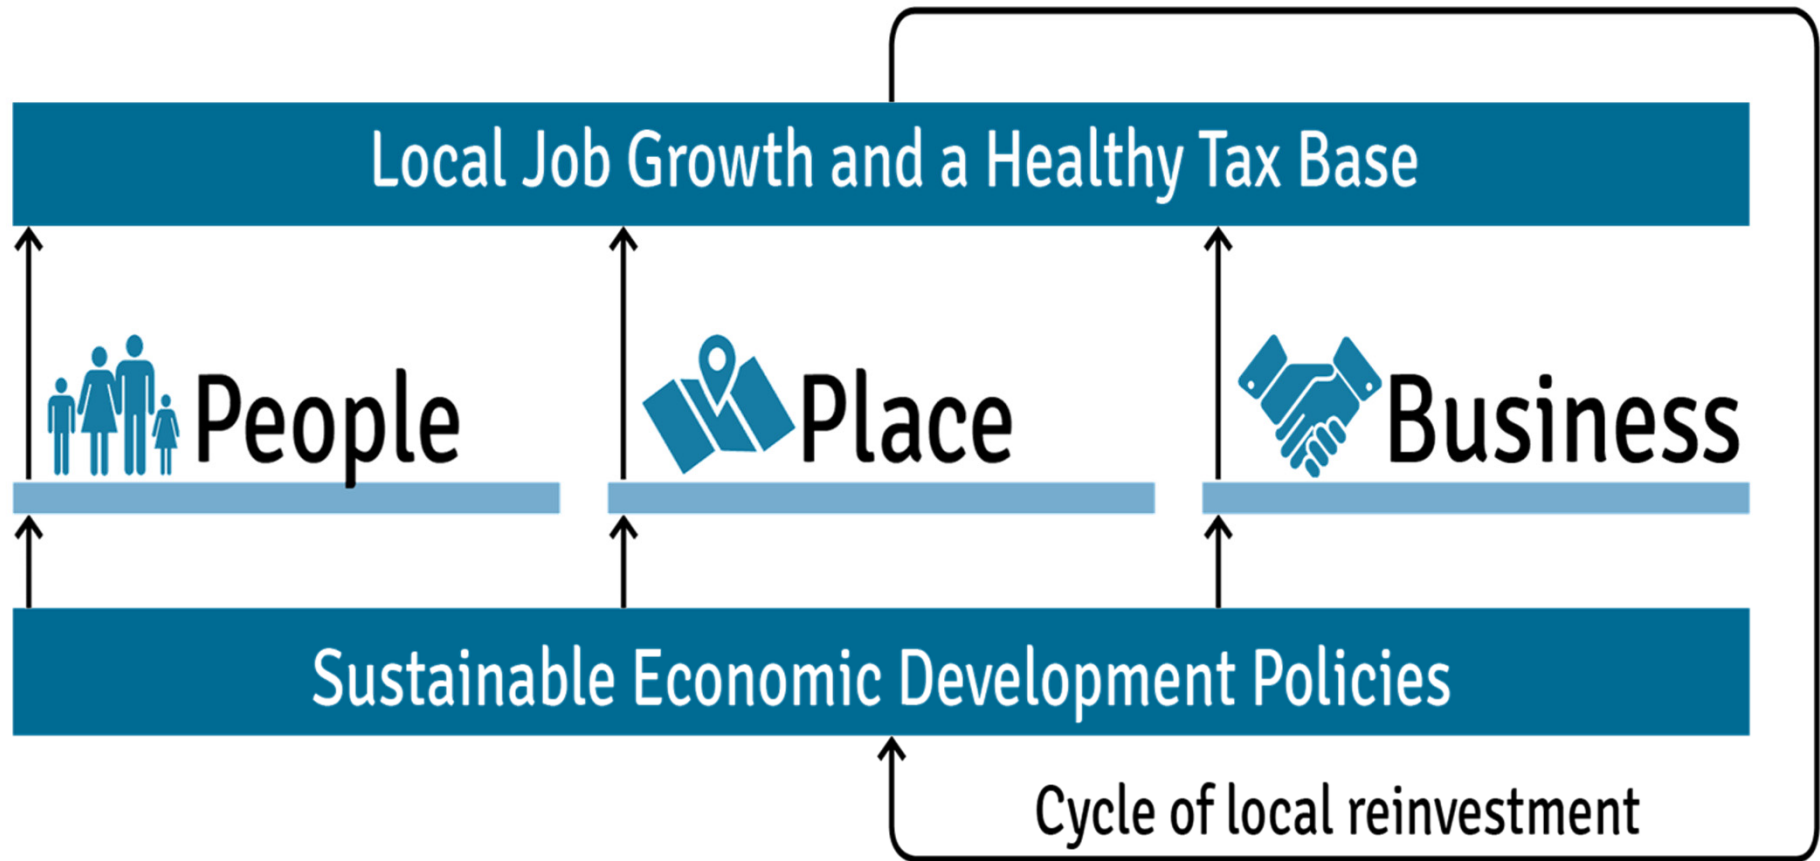 Local Job Growth and a Healthy Tax Base
People
Place
Business
Sustainable Economic Development Policies
Cycle of local reinvestment